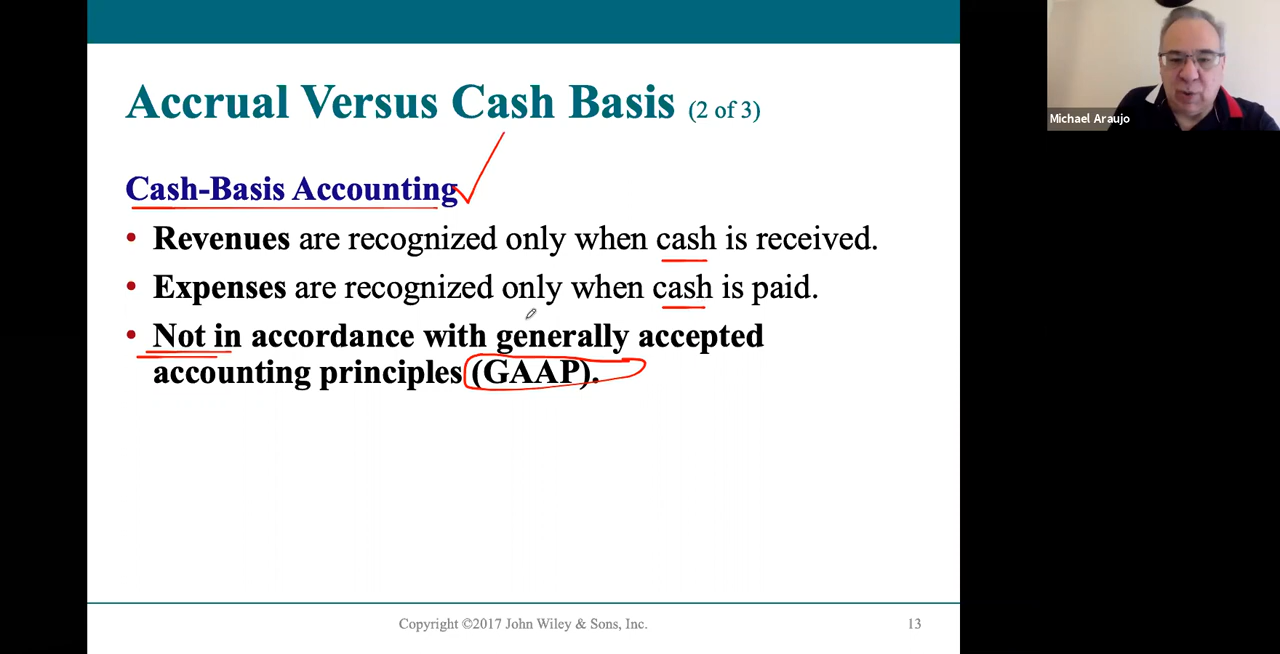 Accrual Versus Cash Basis (2 of 3)
Michael Araujo
Cash-Basis Accounting
• Revenues are recognized only when cash is received.
• Expenses are recognized only when cash is paid.
• Not in accordance with generally accepted
accounting principles (GAAP).
Copyright ©2017 John Wiley & Sons, Inc.
13